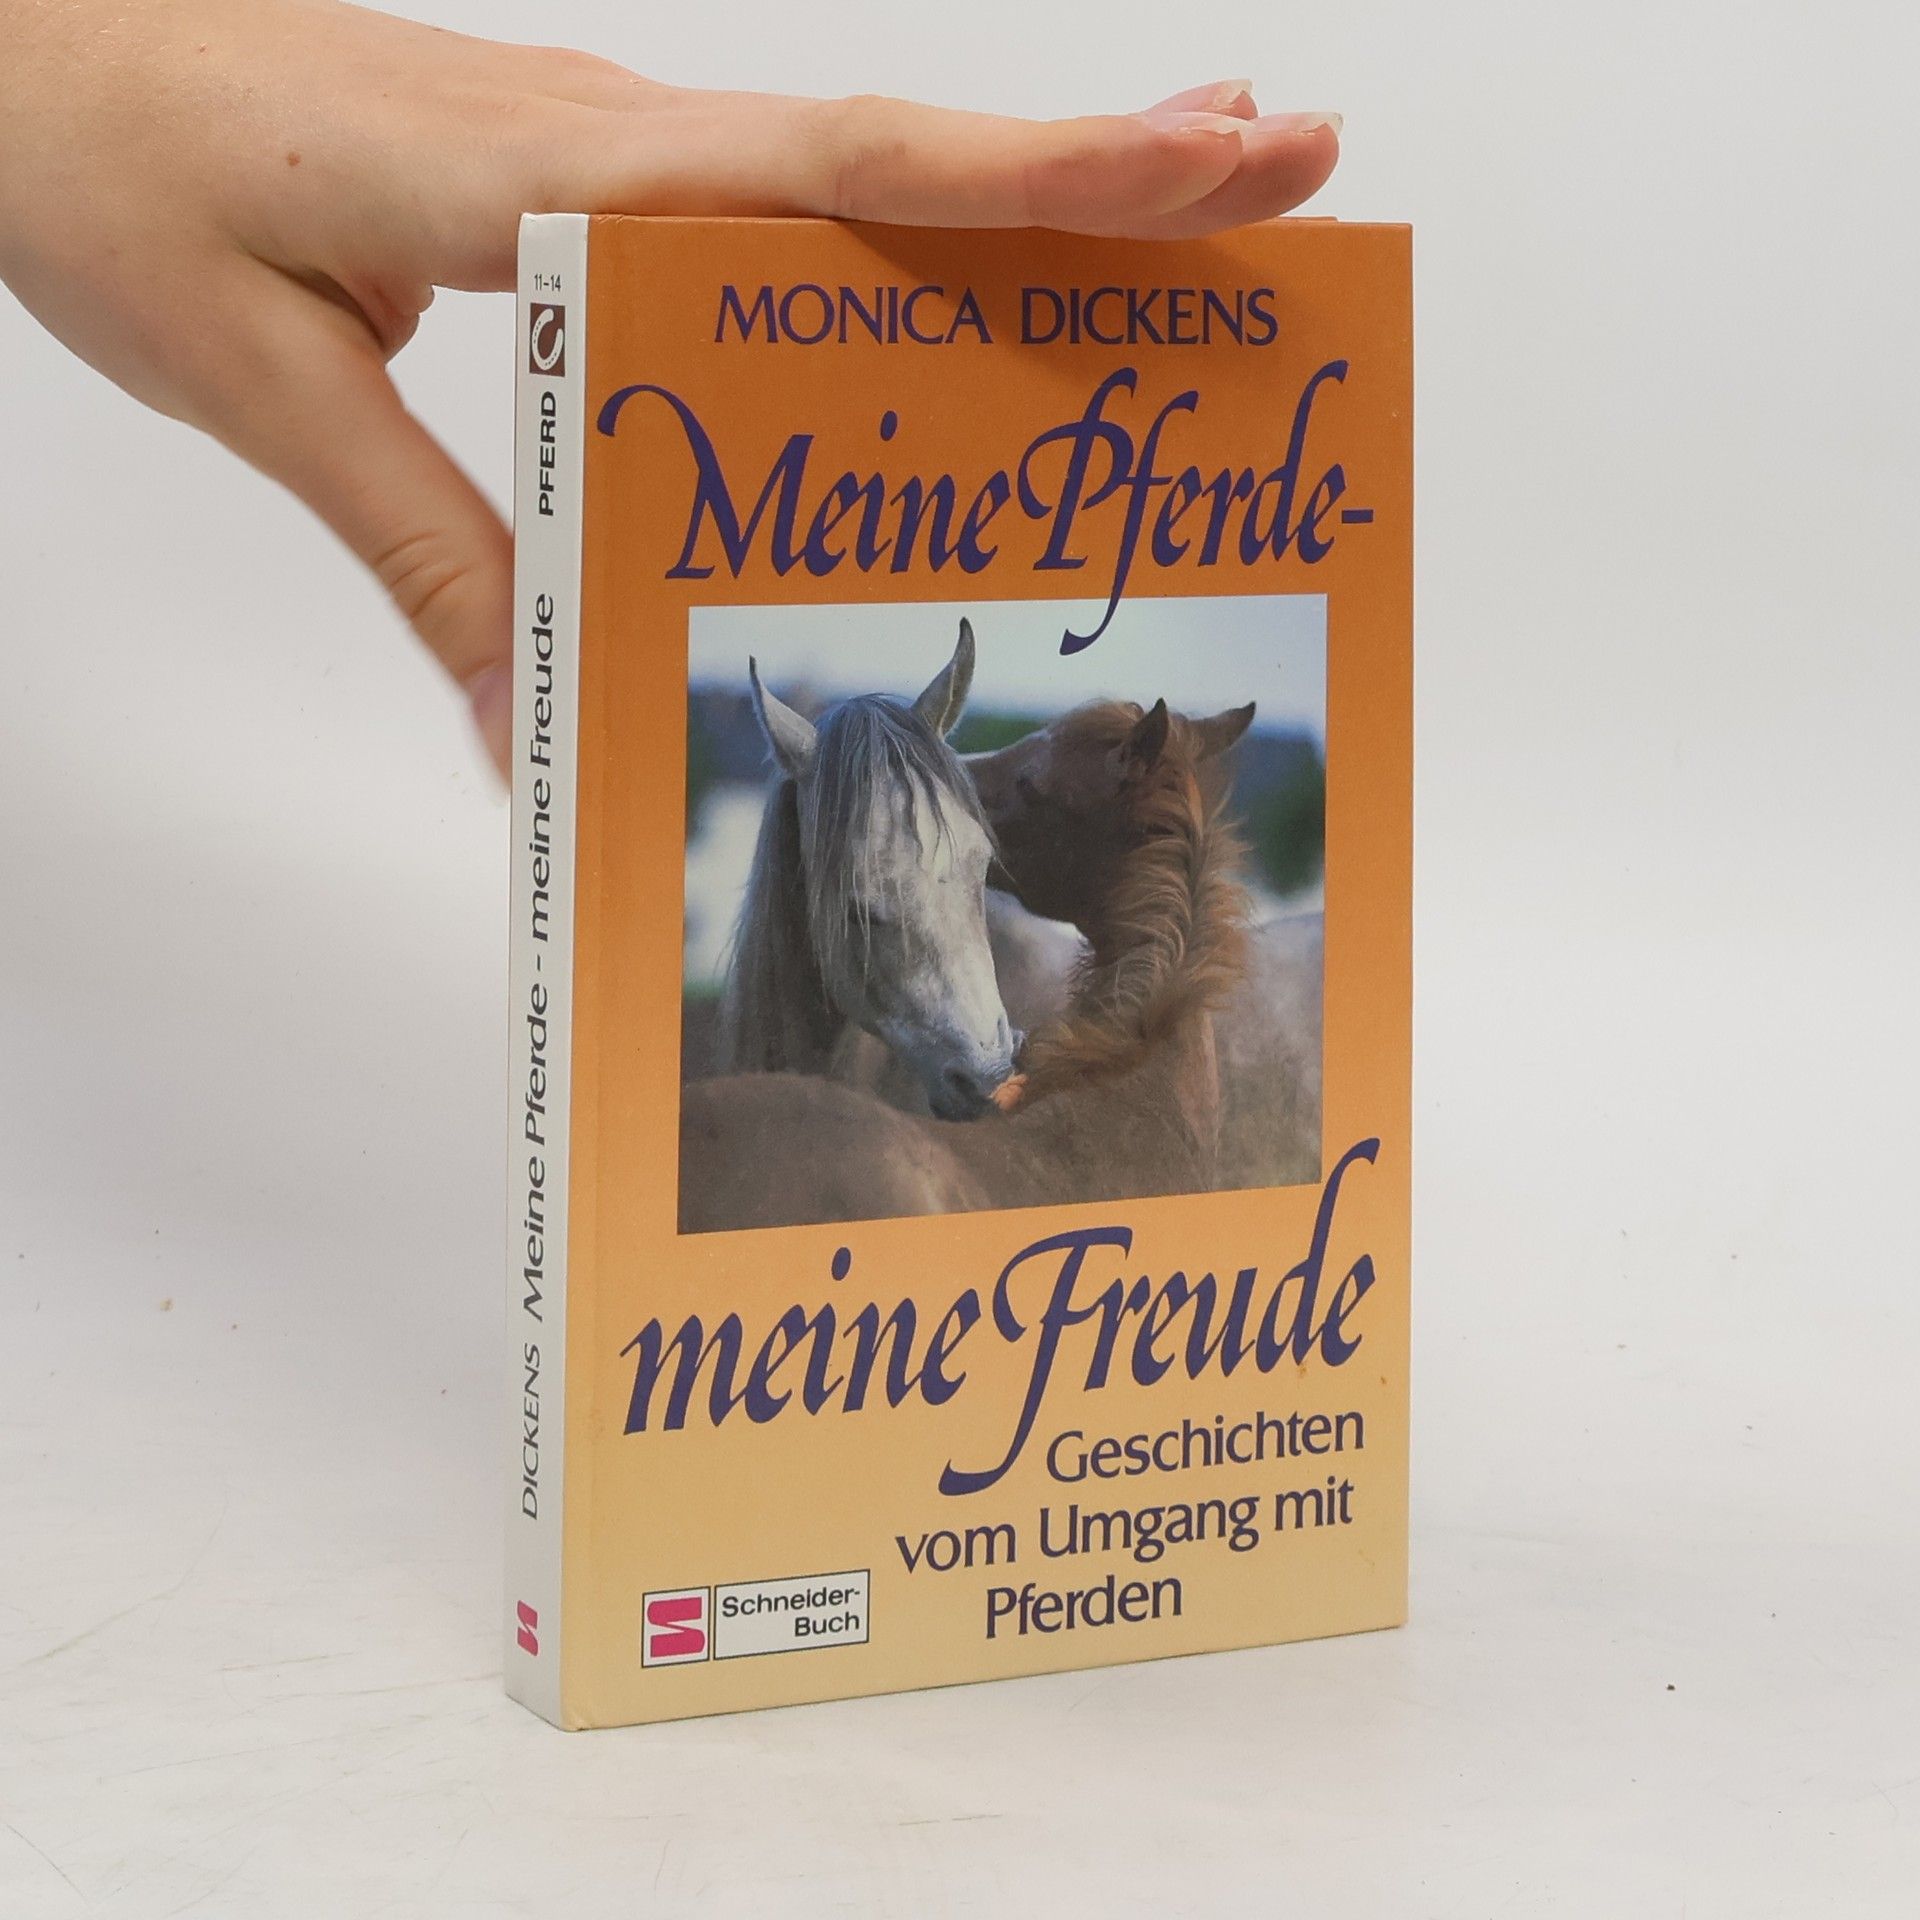 MONICA DICKENS
Meine Pferde-
meine Freude
Geschichten
vom Umgang mit
Pferden
Schneider-
Buch
11-14
PFERD
DICKENS Meine Pferde - meine Freude